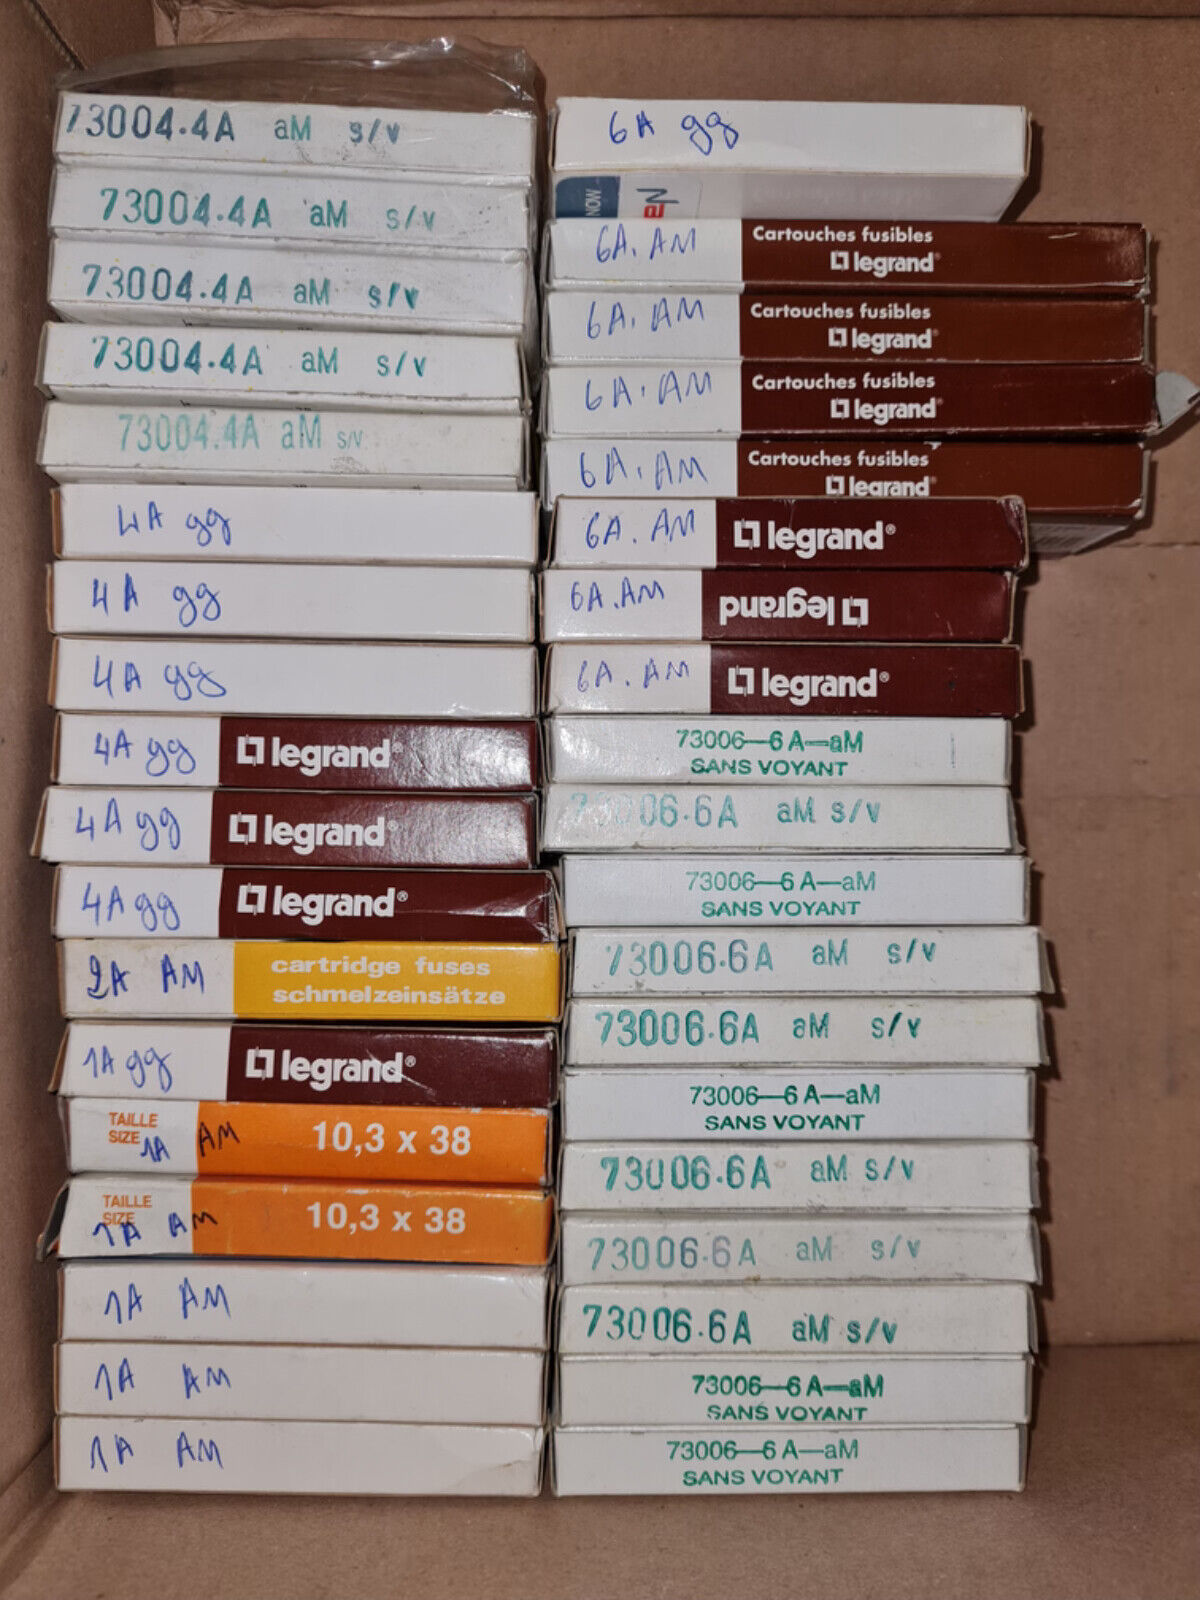 73004.4A aM s/v
73004.4A aM s/v
73004.4A aM s/v
73004.4A aM s/v
73004.4A aM s/v
4A gg
4A gg
4A gg
4A gg legrand®
4A gg legrand®
4A gg legrand®
2A AM cartridge fuses
schmelzeinsätze
1A gg legrand®
TAILLE
SIZE 1A AM 10,3 x 38
TAILLE
SIZE 1A AM 10,3 x 38
1A AM
1A AM
1A AM
6A gg
NOW
6A. AM Cartouches fusibles
legrand®
6A. AM Cartouches fusibles
legrand®
6A. AM Cartouches fusibles
legrand®
6A. AM Cartouches fusibles
legrand®
6A. AM legrand®
6A. AM legrand
6A. AM legrand®
73006—6A—aM
SANS VOYANT
73006.6A aM s/v
73006—6A—aM
SANS VOYANT
73006.6A aM s/v
73006.6A aM s/v
73006—6A—aM
SANS VOYANT
73006.6A aM s/v
73006.6A aM s/v
73006.6A aM s/v
73006—6A—aM
SANS VOYANT
73006—6A—aM
SANS VOYANT